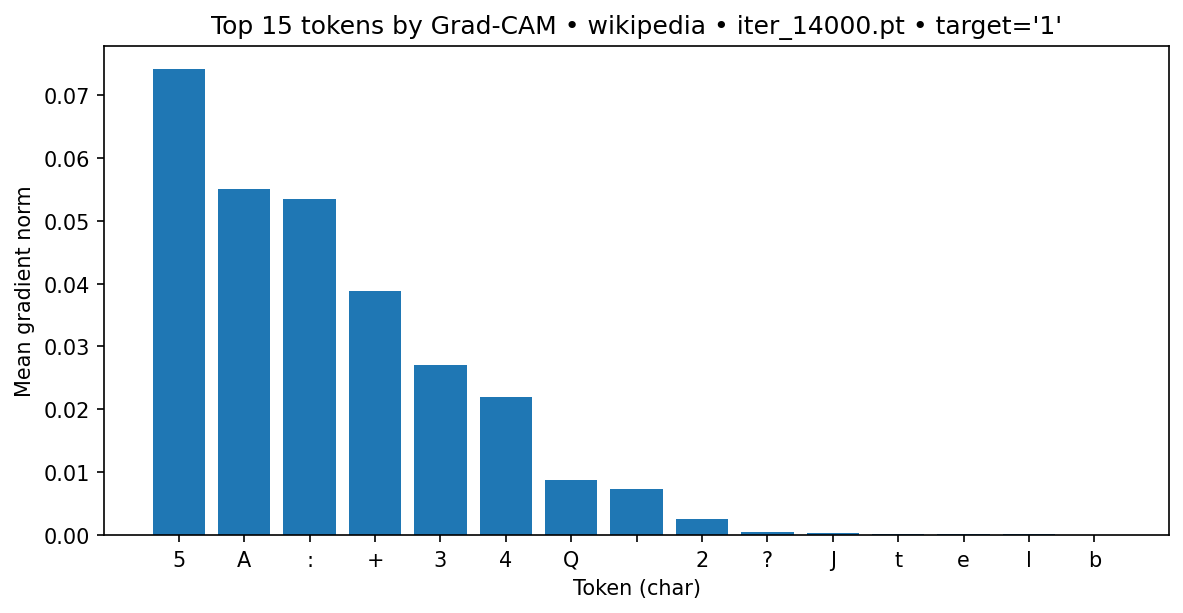 Top 15 tokens by Grad-CAM • wikipedia • iter_14000.pt • target='1'
Mean gradient norm
0.07
0.06
0.05
0.04
0.03
0.02
0.01
0.00
5 A : + 3 4 Q 2 ? J t e l b
Token (char)